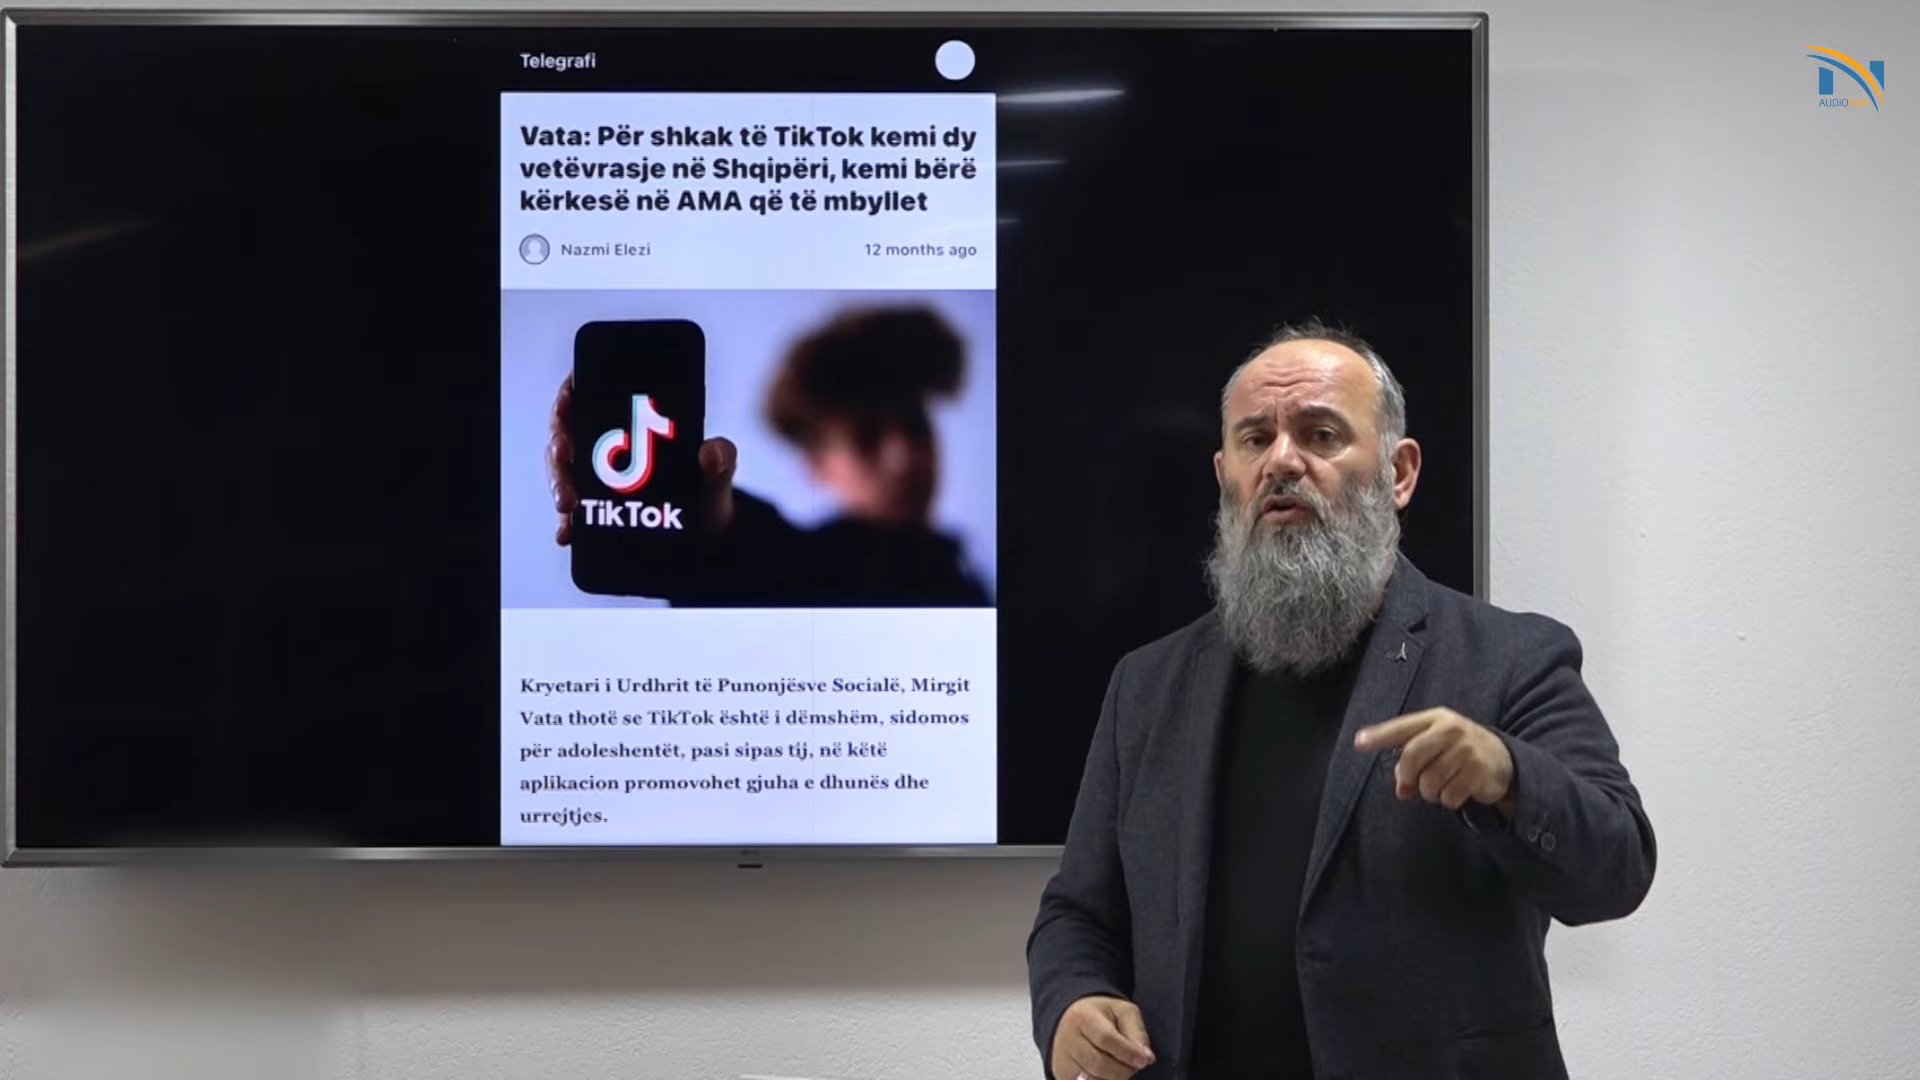 Telegrafi
Vata: Për shkak të TikTok kemi dy
vetëvrasje në Shqipëri, kemi bërë
kërkesë në AMA që të mbyllet
Nazmi Elezi
12 months ago
TikTok
Kryetari i Urdhrit të Punonjësve Socialë, Mirgit
Vata thotë se TikTok është i dëmshëm, sidomos
për adoleshentët, pasi sipas tij, në këtë
aplikacion promovohet gjuha e dhunës dhe
urrejtjes.
AUDIO